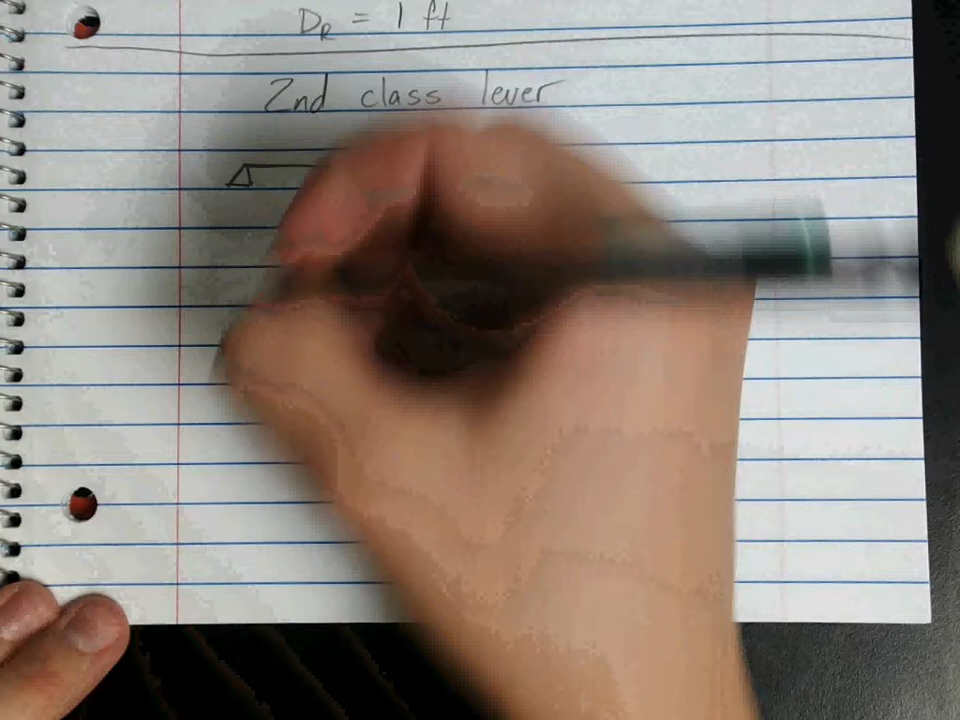 D_R = 1 ft
2nd class lever